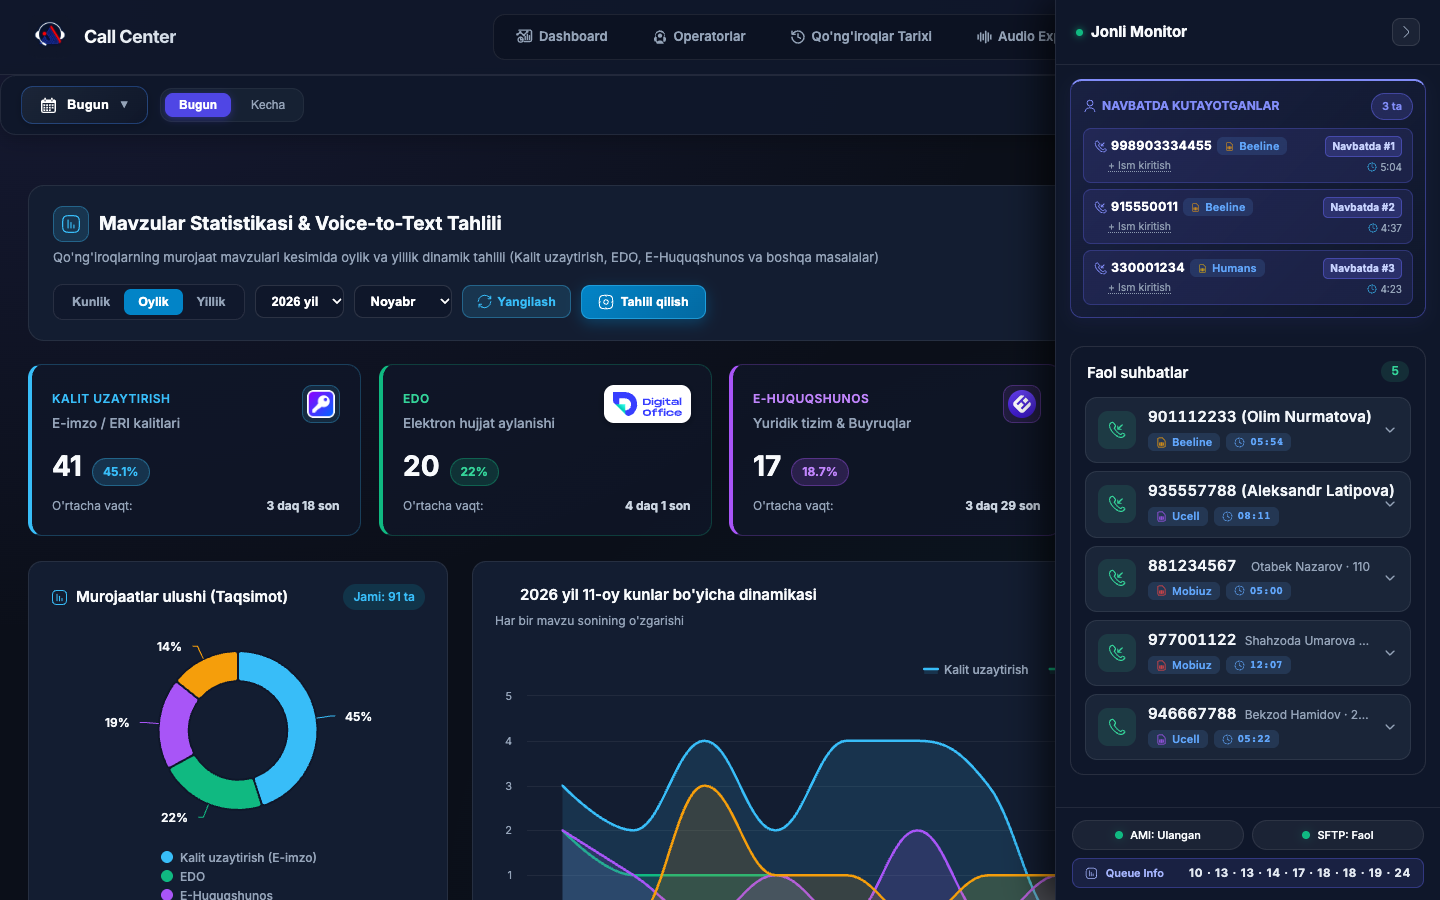 Call Center
Dashboard
Operatorlar
Qo'ng'iroqlar Tarixi
Audio Exp
Bugun ▼
Bugun
Kecha
Mavzular Statistikasi & Voice-to-Text Tahlili
Qo'ng'iroqlarning murojaat mavzulari kesimida oylik va yillik dinamik tahlili (Kalit uzaytirish, EDO, E-Huquqshunos va boshqa masalalar)
Kunlik
Oylik
Yillik
2026 yil
Noyabr
Yangilash
Tahlil qilish
KALIT UZAYTIRISH
E-imzo / ERI kalitlari
41 45.1%
O'rtacha vaqt: 3 daq 18 son
EDO
Elektron hujjat aylanishi
Digital Office
20 22%
O'rtacha vaqt: 4 daq 1 son
E-HUQUQSHUNOS
Yuridik tizim & Buyruqlar
17 18.7%
O'rtacha vaqt: 3 daq 29 son
Murojaatlar ulushi (Taqsimot)
Jami: 91 ta
14%
19%
45%
22%
Kalit uzaytirish (E-imzo)
EDO
E-Huquqshunos
2026 yil 11-oy kunlar bo'yicha dinamikasi
Har bir mavzu sonining o'zgarishi
Kalit uzaytirish
5
4
3
2
1
Jonli Monitor
NAVBATDA KUTAYOTGANLAR
3 ta
998903334455 Beeline Navbatda #1
+ Ism kiritish 5:04
915550011 Beeline Navbatda #2
+ Ism kiritish 4:37
330001234 Humans Navbatda #3
+ Ism kiritish 4:23
Faol suhbatlar 5
901112233 (Olim Nurmatova)
Beeline 05:54
935557788 (Aleksandr Latipova)
Ucell 08:11
881234567 Otabek Nazarov · 110
Mobiuz 05:00
977001122 Shahzoda Umarova ...
Mobiuz 12:07
946667788 Bekzod Hamidov · 2...
Ucell 05:22
AMI: Ulangan
SFTP: Faol
Queue Info 10 · 13 · 13 · 14 · 17 · 18 · 18 · 19 · 24